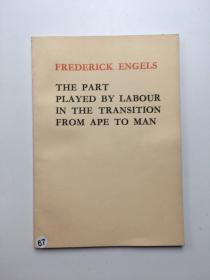 FREDERICK ENGELS
THE PART
PLAYED BY LABOUR
IN THE TRANSITION
FROM APE TO MAN
67